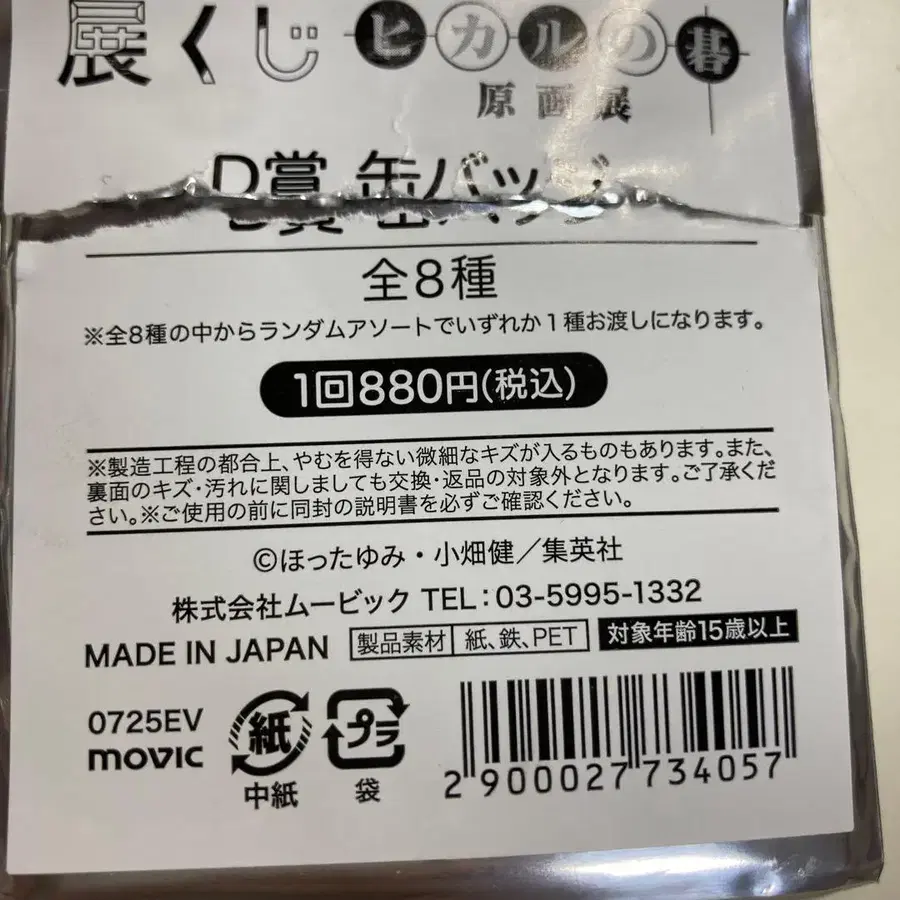 展くじ ヒカルの碁
原画展
賞 缶バッジ
全8種
※全8種の中からランダムアソートでいずれか1種お渡しになります。
1回880円(税込)
※製造工程の都合上、やむを得ない微細なキズが入るものもあります。また、
裏面のキズ・汚れに関しましても交換・返品の対象外となります。ご了承くだ
さい。※ご使用の前に同封の説明書を必ずご確認ください。
©ほったゆみ・小畑健／集英社
株式会社ムービック TEL:03-5995-1332
MADE IN JAPAN 製品素材 紙、鉄、PET 対象年齢15歳以上
0725EV
movic
紙
中紙
プラ
袋
2900027734057